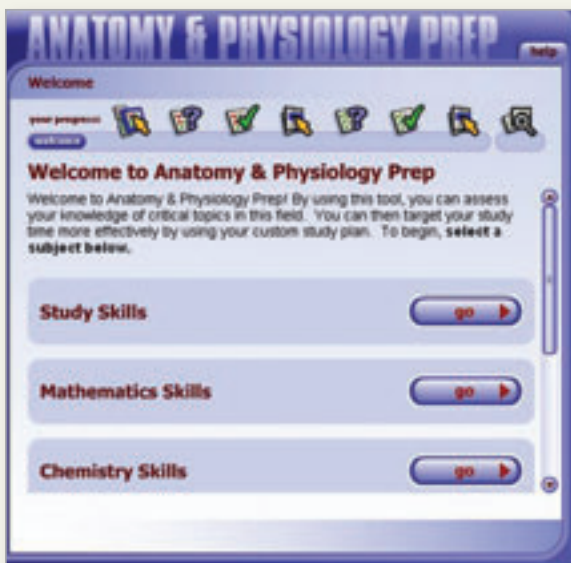 ANATOMY & PHYSIOLOGY PREP
help
Welcome
your progress:
welcome
Welcome to Anatomy & Physiology Prep
Welcome to Anatomy & Physiology Prep! By using this tool, you can assess
your knowledge of critical topics in this field. You can then target your study
time more effectively by using your custom study plan. To begin, select a
subject below.
Study Skills
go
Mathematics Skills
go
Chemistry Skills
go